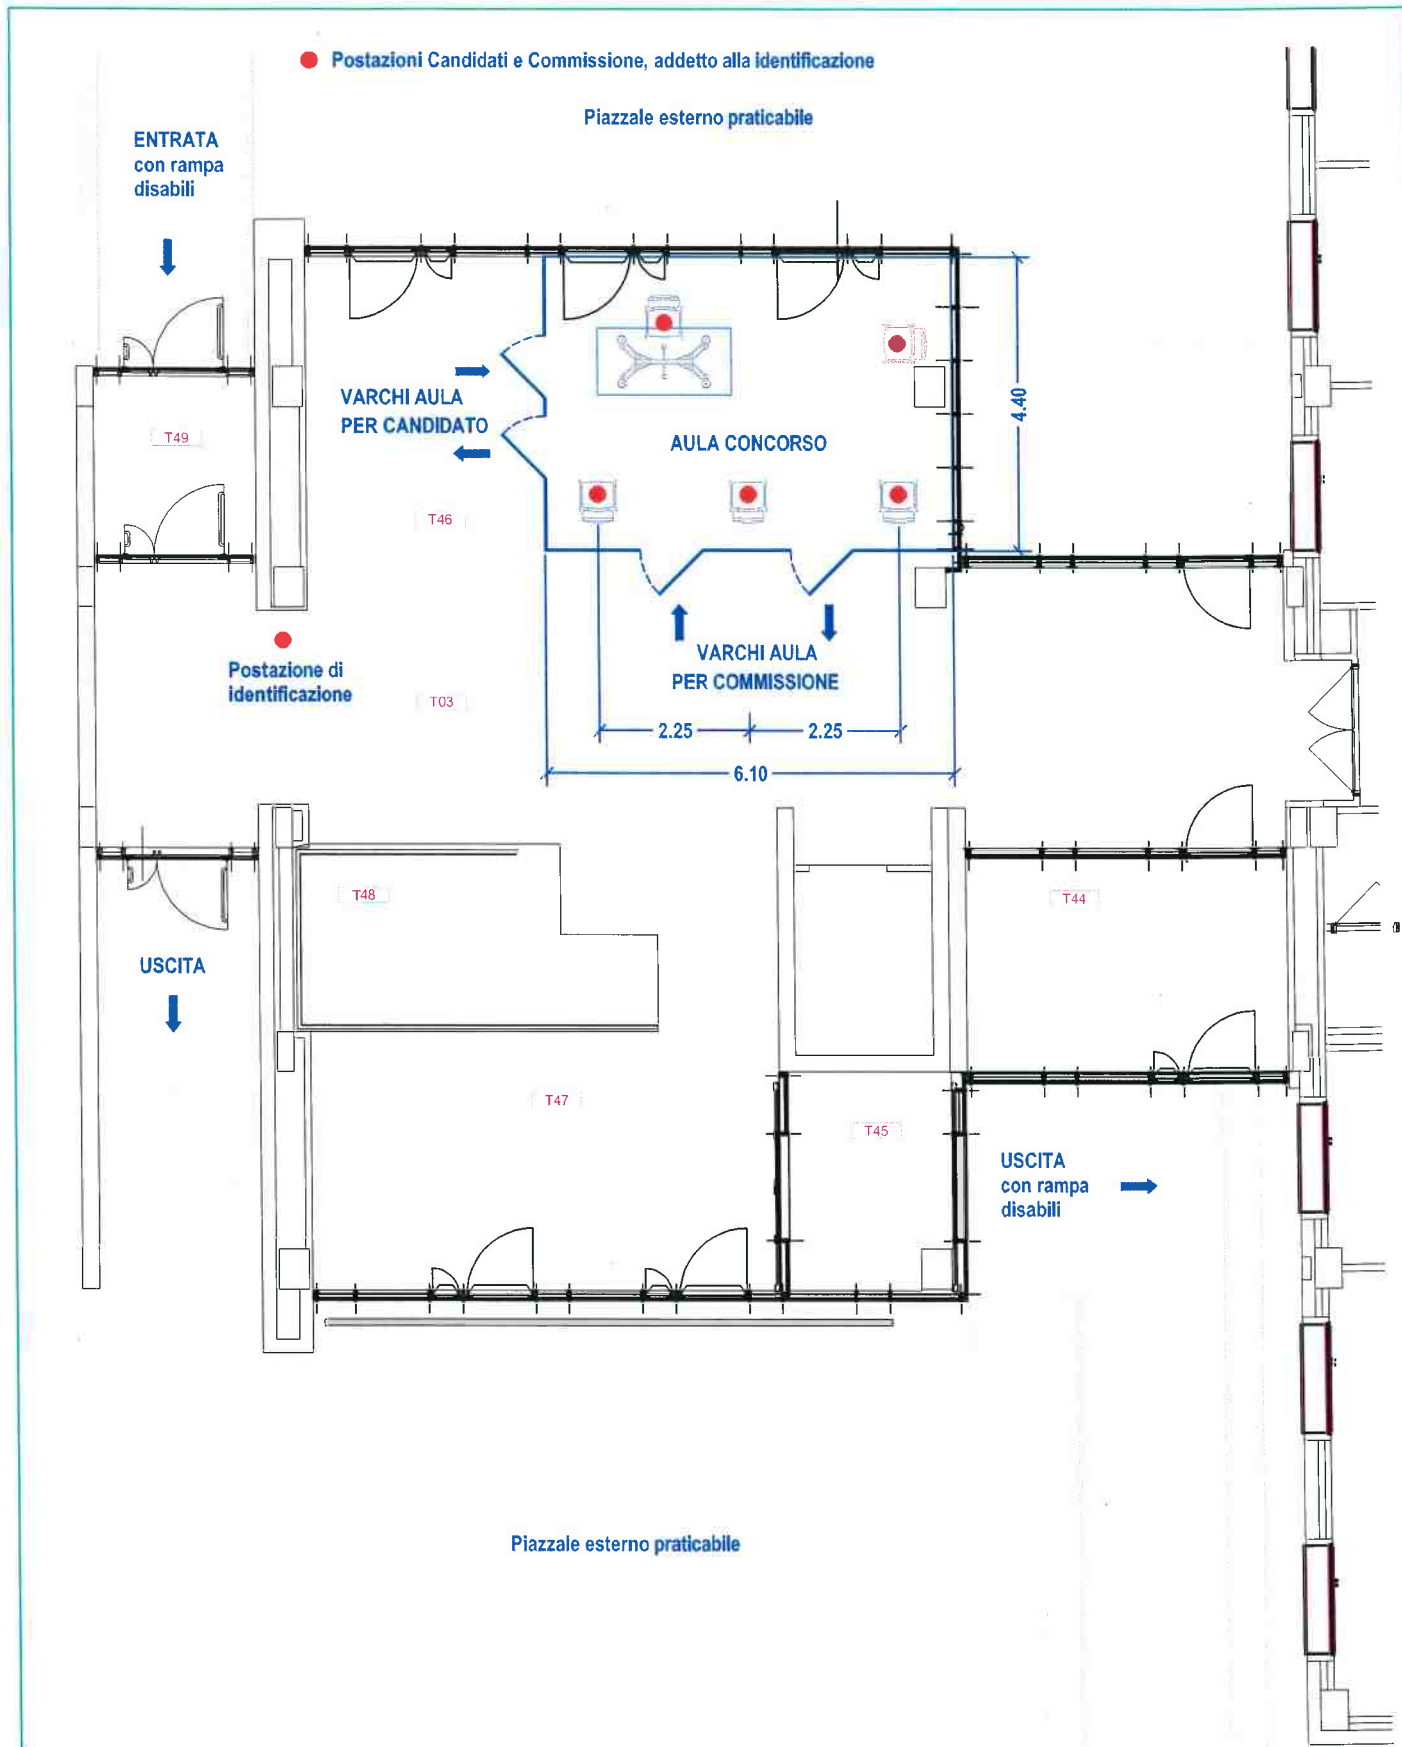 Postazioni Candidati e Commissione, addetto alla identificazione
Piazzale esterno praticabile
ENTRATA
con rampa
disabili
VARCHI AULA
PER CANDIDATO
AULA CONCORSO
4.40
T49
T46
Postazione di
identificazione
T03
VARCHI AULA
PER COMMISSIONE
2.25
2.25
6.10
T48
T44
USCITA
T47
T45
USCITA
con rampa
disabili
Piazzale esterno praticabile